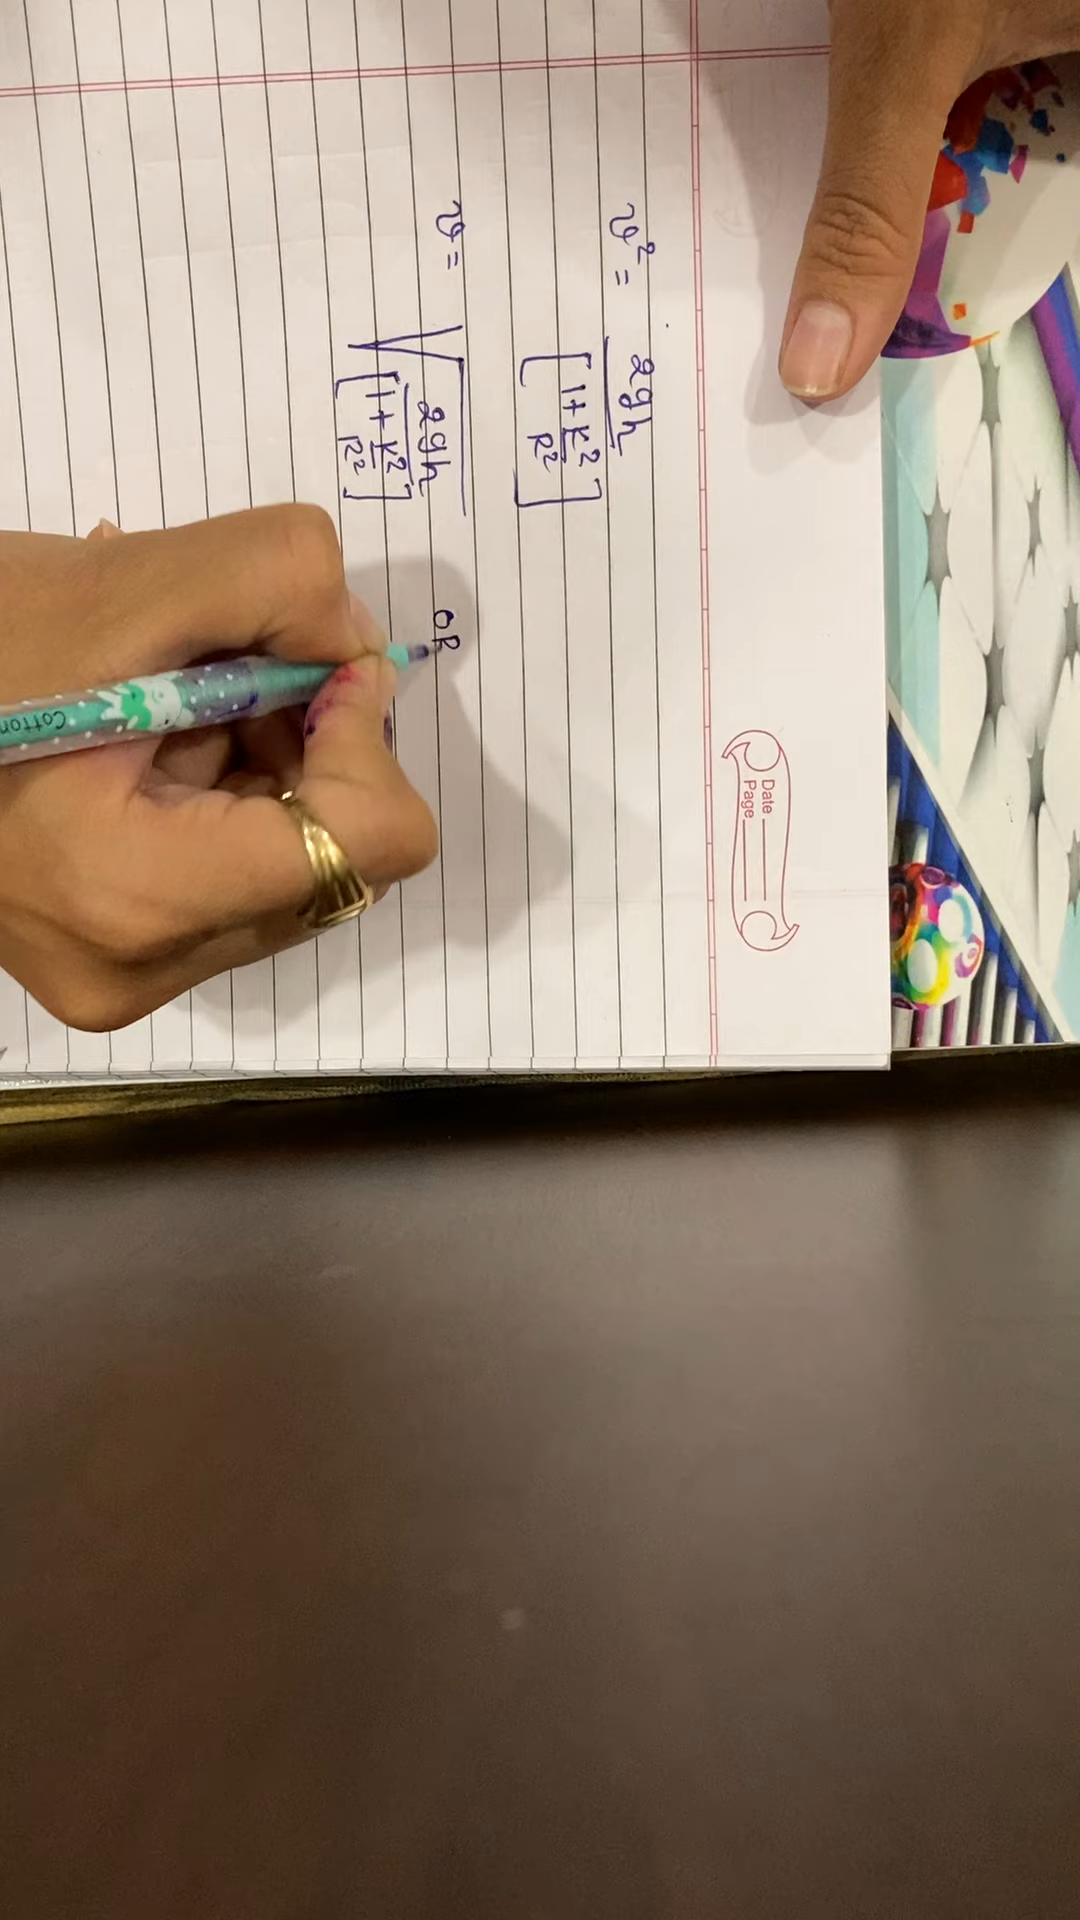 Date
Page
v² = 2gh / [1+K²/R²]
v = √(2gh / [1+K²/R²]) OR
Cotton